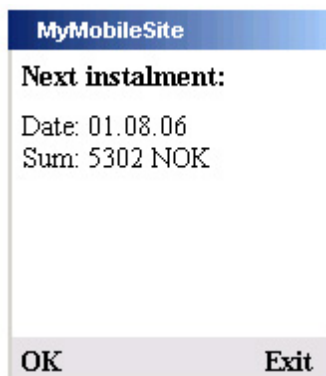 MyMobileSite
Next instalment:
Date: 01.08.06
Sum: 5302 NOK
OK Exit